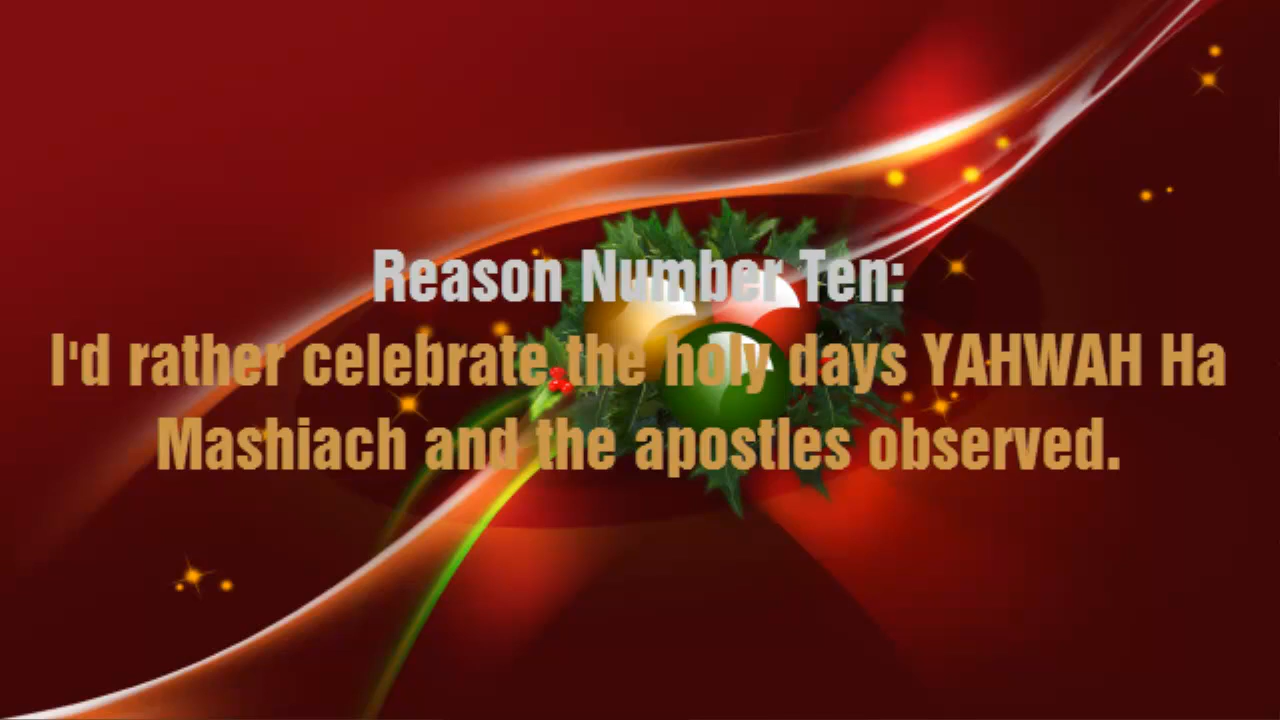 Reason Number Ten:
I'd rather celebrate the holy days YAHWAH Ha
Mashiach and the apostles observed.